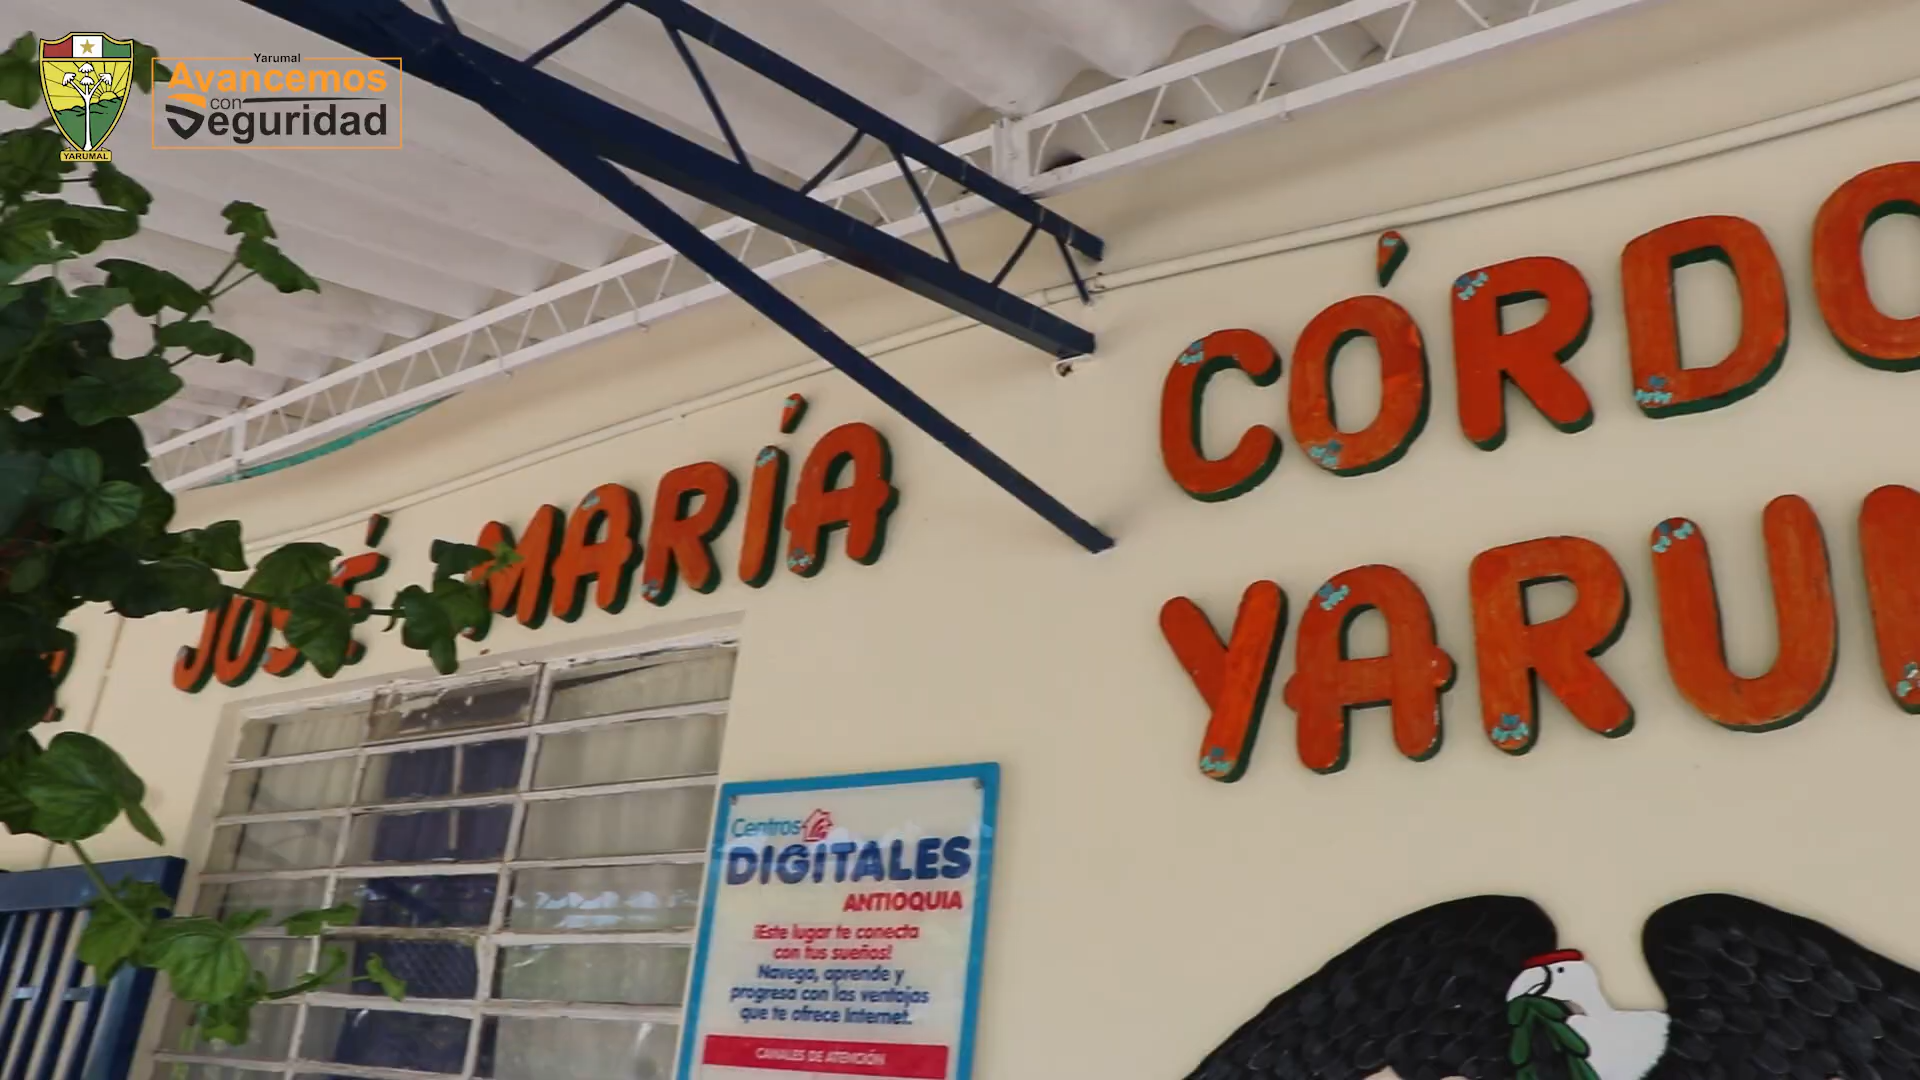 Yarumal
Avancemos
con
Seguridad
YARUMAL
JOSÉ MARÍA CÓRDO
YARU
Centros
DIGITALES
ANTIOQUIA
¡Este lugar te conecta
con tus sueños!
Navega, aprende y
progresa con las ventajas
que te ofrece Internet.
CANALES DE ATENCIÓN